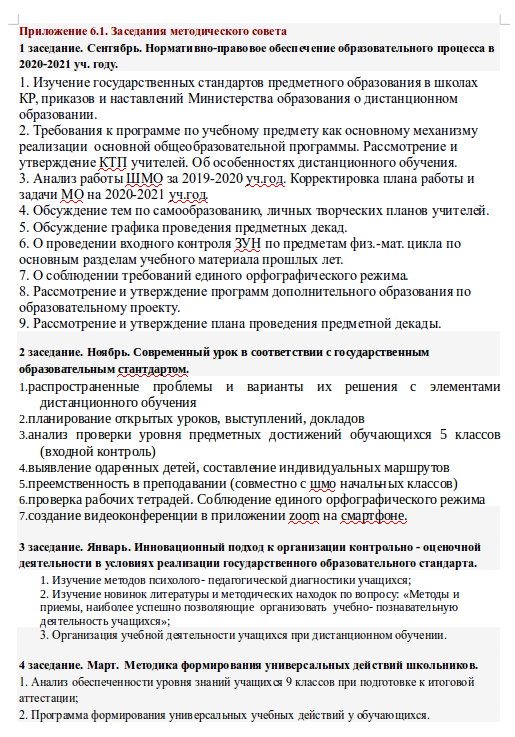 Приложение 6.1. Заседания методического совета
1 заседание. Сентябрь. Нормативно-правовое обеспечение образовательного процесса в
2020-2021 уч. году.
1. Изучение государственных стандартов предметного образования в школах
КР, приказов и наставлений Министерства образования о дистанционном
образовании.
2. Требования к программе по учебному предмету как основному механизму
реализации основной общеобразовательной программы. Рассмотрение и
утверждение КТП учителей. Об особенностях дистанционного обучения.
3. Анализ работы ШМО за 2019-2020 уч.год. Корректировка плана работы и
задачи МО на 2020-2021 уч.год.
4. Обсуждение тем по самообразованию, личных творческих планов учителей.
5. Обсуждение графика проведения предметных декад.
6. О проведении входного контроля ЗУН по предметам физ.-мат. цикла по
основным разделам учебного материала прошлых лет.
7. О соблюдении требований единого орфографического режима.
8. Рассмотрение и утверждение программ дополнительного образования по
образовательному проекту.
9. Рассмотрение и утверждение плана проведения предметной декады.
2 заседание. Ноябрь. Современный урок в соответствии с государственным
образовательным стантдартом.
1.распространенные проблемы и варианты их решения с элементами
дистанционного обучения
2.планирование открытых уроков, выступлений, докладов
3.анализ проверки уровня предметных достижений обучающихся 5 классов
(входной контроль)
4.выявление одаренных детей, составление индивидуальных маршрутов
5.преемственность в преподавании (совместно с шмо начальных классов)
6.проверка рабочих тетрадей. Соблюдение единого орфографического режима
7.создание видеоконференции в приложении zoom на смартфоне.
3 заседание. Январь. Инновационный подход к организации контрольно - оценочной
деятельности в условиях реализации государственного образовательного стандарта.
1. Изучение методов психолого- педагогической диагностики учащихся;
2. Изучение новинок литературы и методических находок по вопросу: «Методы и
приемы, наиболее успешно позволяющие организовать учебно- познавательную
деятельность учащихся»;
3. Организация учебной деятельности учащихся при дистанционном обучении.
4 заседание. Март. Методика формирования универсальных действий школьников.
1. Анализ обеспеченности уровня знаний учащихся 9 классов при подготовке к итоговой
аттестации;
2. Программа формирования универсальных учебных действий у обучающихся.